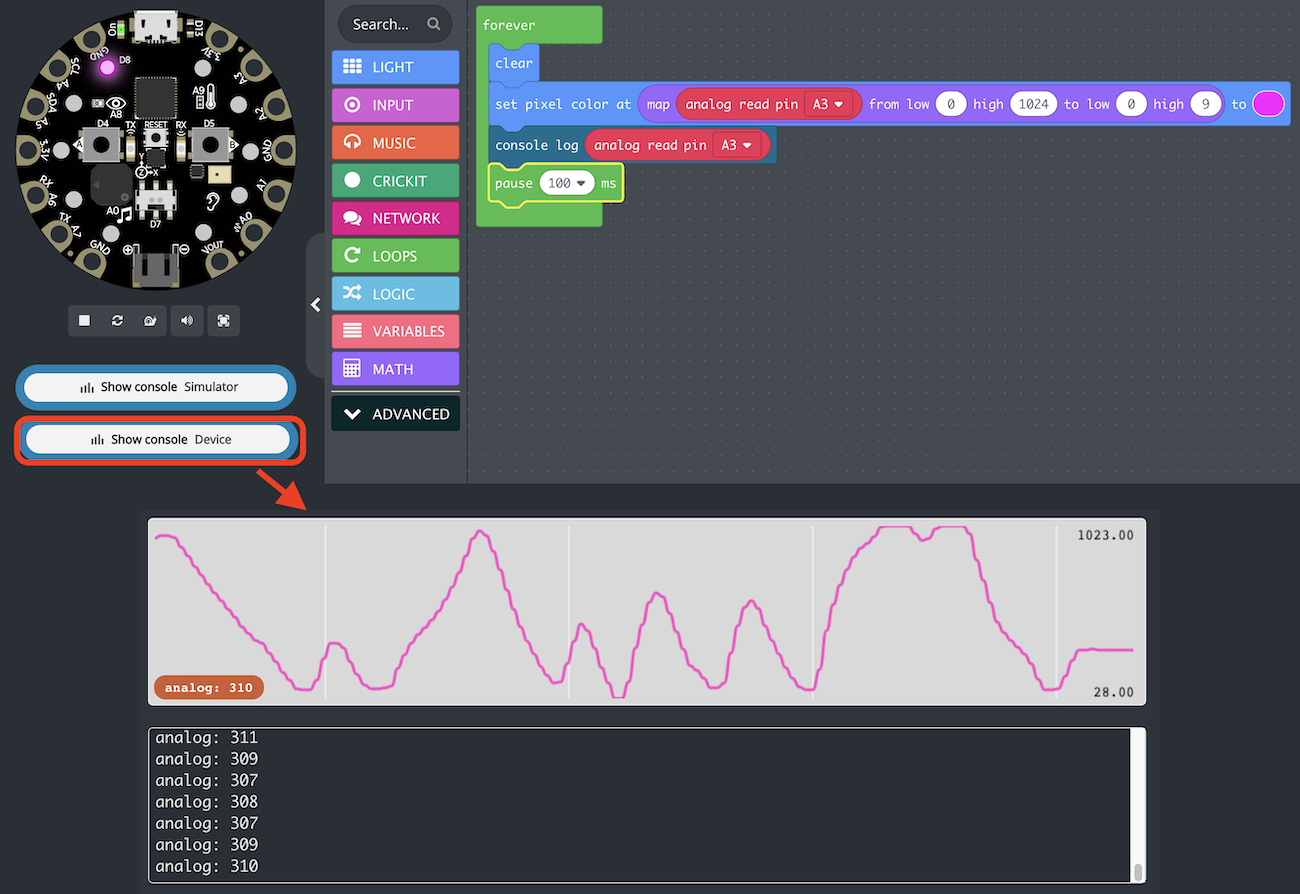 Search...
LIGHT
INPUT
MUSIC
CRICKIT
NETWORK
LOOPS
LOGIC
VARIABLES
MATH
ADVANCED
forever
clear
set pixel color at map analog read pin A3 from low 0 high 1024 to low 0 high 9 to
console log analog read pin A3
pause 100 ms
ON
D13
GND
D8
3.3V
SCL
A4
A9
A3
SDA
A5
A8
A2
D4
TX
RESET
RX
D5
3.3V
A
B
GND
Y
Z X
RX
A6
A1
A0
TX
A7
D7
A0
GND
VOUT
Show console Simulator
Show console Device
1023.00
analog: 310
28.00
analog: 311
analog: 309
analog: 307
analog: 308
analog: 307
analog: 309
analog: 310